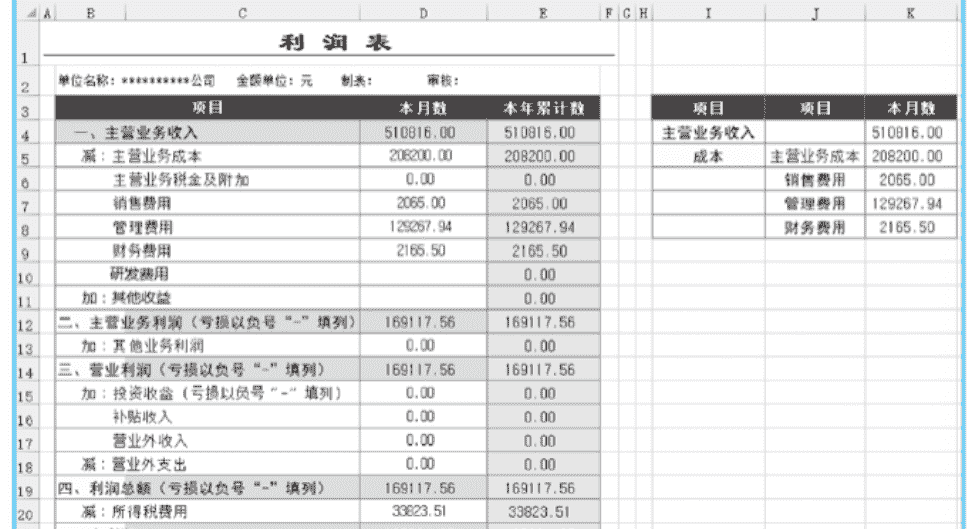 A B C D E F G H I J K
1 利 润 表
2 单位名称：**********公司 金额单位：元 制表： 审核：
3 项目 本月数 本年累计数 项目 项目 本月数
4 一、主营业务收入 510816.00 510816.00 主营业务收入 510816.00
5 减：主营业务成本 208200.00 208200.00 成本 主营业务成本 208200.00
6 主营业务税金及附加 0.00 0.00 销售费用 2065.00
7 销售费用 2065.00 2065.00 管理费用 129267.94
8 管理费用 129267.94 129267.94 财务费用 2165.50
9 财务费用 2165.50 2165.50
10 研发费用 0.00
11 加：其他收益 0.00
12 二、主营业务利润（亏损以负号“-”填列） 169117.56 169117.56
13 加：其他业务利润 0.00 0.00
14 三、营业利润（亏损以负号“-”填列） 169117.56 169117.56
15 加：投资收益（亏损以负号“-”填列） 0.00 0.00
16 补贴收入 0.00 0.00
17 营业外收入 0.00 0.00
18 减：营业外支出 0.00 0.00
19 四、利润总额（亏损以负号“-”填列） 169117.56 169117.56
20 减：所得税费用 33823.51 33823.51